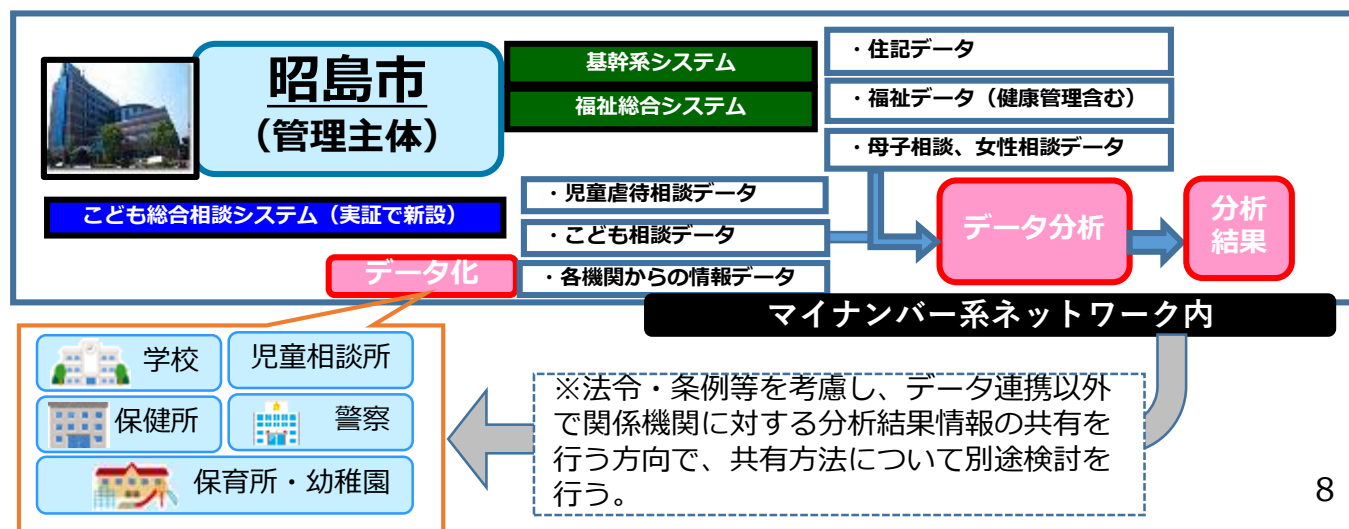 昭島市
（管理主体）
基幹系システム
福祉総合システム
・住記データ
・福祉データ（健康管理含む）
・母子相談、女性相談データ
こども総合相談システム（実証で新設）
・児童虐待相談データ
・こども相談データ
・各機関からの情報データ
データ化
データ分析
分析
結果
マイナンバー系ネットワーク内
学校
児童相談所
保健所
警察
保育所・幼稚園
※法令・条例等を考慮し、データ連携以外
で関係機関に対する分析結果情報の共有を
行う方向で、共有方法について別途検討を
行う。
8